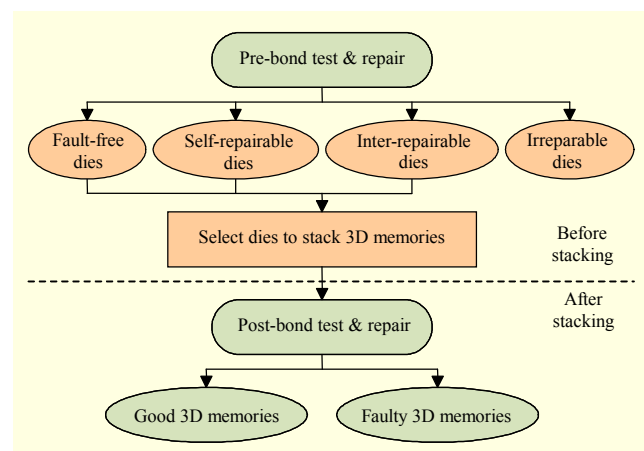 Pre-bond test & repair
Fault-free
dies
Self-repairable
dies
Inter-repairable
dies
Irreparable
dies
Select dies to stack 3D memories
Before
stacking
After
stacking
Post-bond test & repair
Good 3D memories
Faulty 3D memories